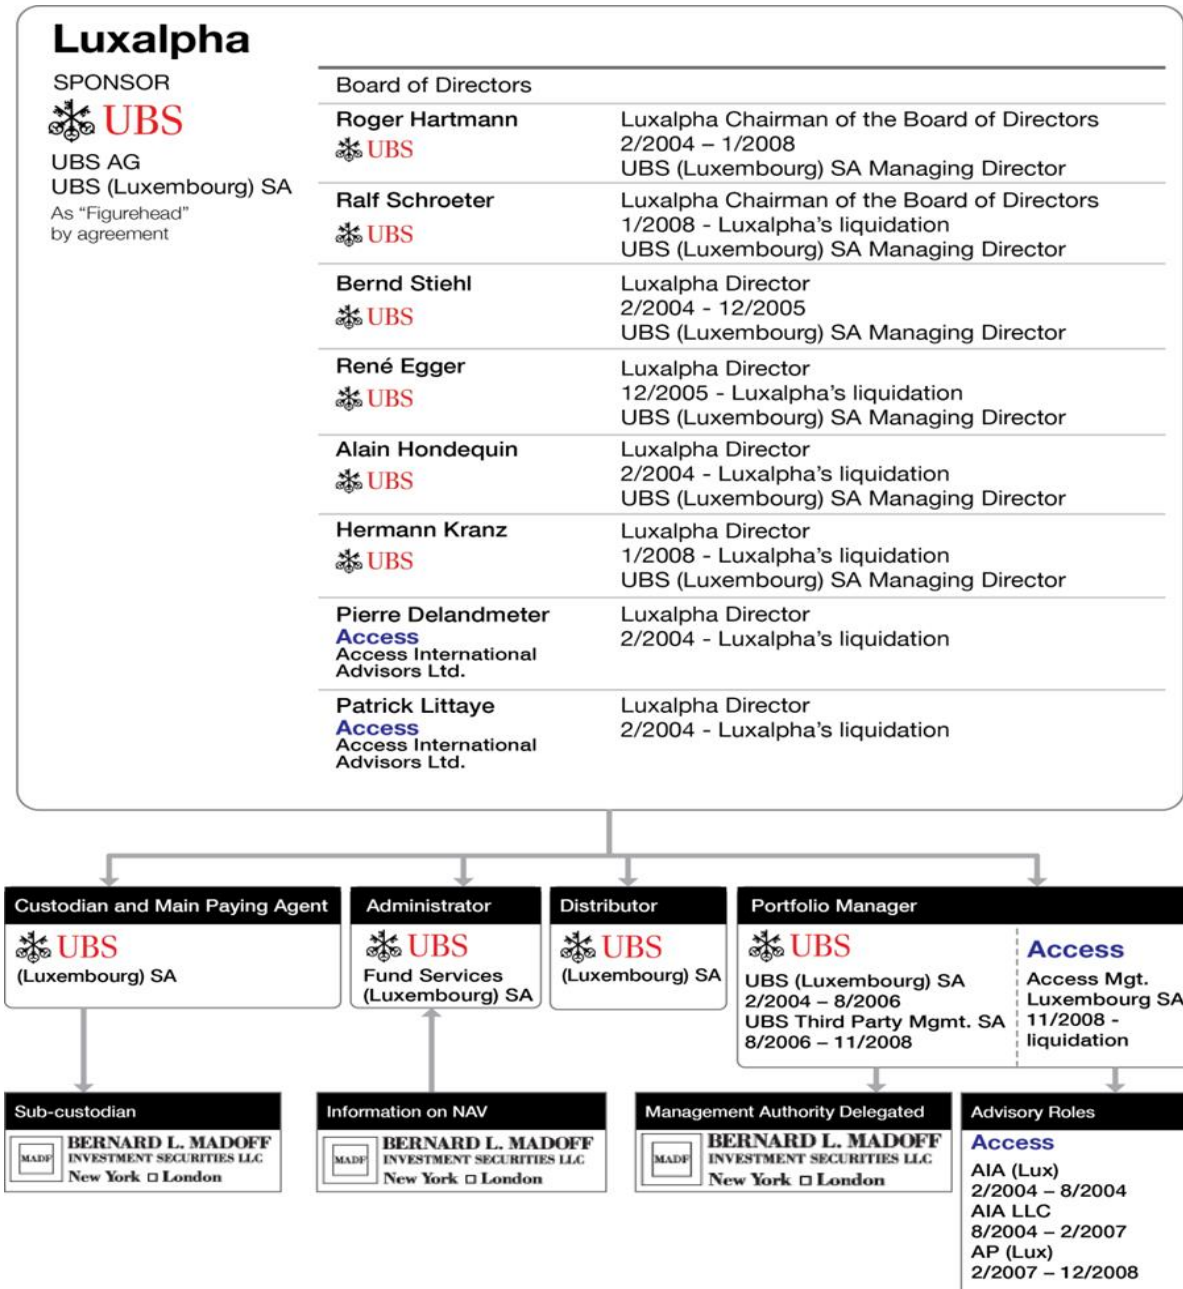 Luxalpha
SPONSOR
UBS
UBS AG
UBS (Luxembourg) SA
As “Figurehead”
by agreement
Board of Directors
Roger Hartmann
UBS
Luxalpha Chairman of the Board of Directors
2/2004 – 1/2008
UBS (Luxembourg) SA Managing Director
Ralf Schroeter
UBS
Luxalpha Chairman of the Board of Directors
1/2008 - Luxalpha’s liquidation
UBS (Luxembourg) SA Managing Director
Bernd Stiehl
UBS
Luxalpha Director
2/2004 - 12/2005
UBS (Luxembourg) SA Managing Director
René Egger
UBS
Luxalpha Director
12/2005 - Luxalpha’s liquidation
UBS (Luxembourg) SA Managing Director
Alain Hondequin
UBS
Luxalpha Director
2/2004 - Luxalpha’s liquidation
UBS (Luxembourg) SA Managing Director
Hermann Kranz
UBS
Luxalpha Director
1/2008 - Luxalpha’s liquidation
UBS (Luxembourg) SA Managing Director
Pierre Delandmeter
Access
Access International
Advisors Ltd.
Luxalpha Director
2/2004 - Luxalpha’s liquidation
Patrick Littaye
Access
Access International
Advisors Ltd.
Luxalpha Director
2/2004 - Luxalpha’s liquidation
Custodian and Main Paying Agent
UBS
(Luxembourg) SA
Administrator
UBS
Fund Services
(Luxembourg) SA
Distributor
UBS
(Luxembourg) SA
Portfolio Manager
UBS
UBS (Luxembourg) SA
2/2004 – 8/2006
UBS Third Party Mgmt. SA
8/2006 – 11/2008
Access
Access Mgt.
Luxembourg SA
11/2008 -
liquidation
Sub-custodian
MADF
BERNARD L. MADOFF
INVESTMENT SECURITIES LLC
New York □ London
Information on NAV
MADF
BERNARD L. MADOFF
INVESTMENT SECURITIES LLC
New York □ London
Management Authority Delegated
MADF
BERNARD L. MADOFF
INVESTMENT SECURITIES LLC
New York □ London
Advisory Roles
Access
AIA (Lux)
2/2004 – 8/2004
AIA LLC
8/2004 – 2/2007
AP (Lux)
2/2007 – 12/2008